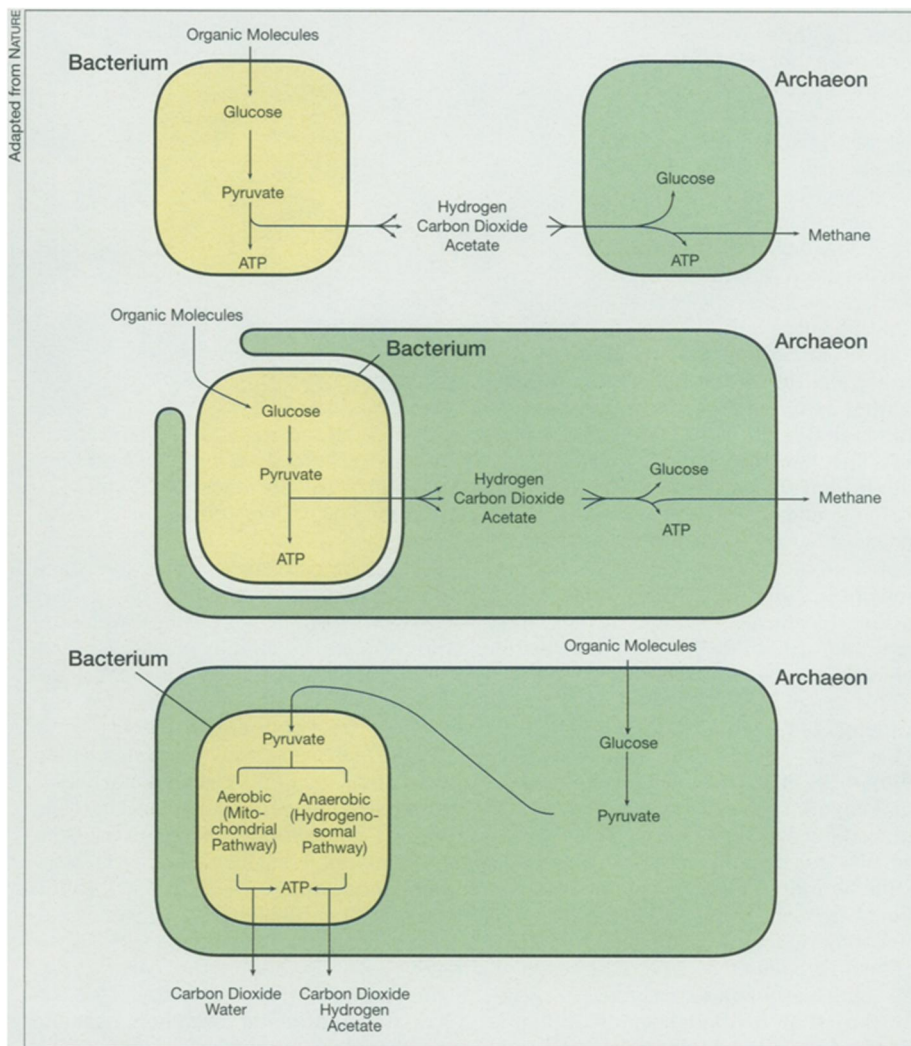 Adapted from NATURE
Organic Molecules
Bacterium
Archaeon
Glucose
Pyruvate
ATP
Hydrogen
Carbon Dioxide
Acetate
Glucose
ATP
Methane
Organic Molecules
Bacterium
Archaeon
Glucose
Pyruvate
ATP
Hydrogen
Carbon Dioxide
Acetate
Glucose
ATP
Methane
Organic Molecules
Bacterium
Archaeon
Glucose
Pyruvate
Pyruvate
Aerobic
(Mito-
chondrial
Pathway)
Anaerobic
(Hydrogeno-
somal
Pathway)
ATP
Carbon Dioxide
Water
Carbon Dioxide
Hydrogen
Acetate